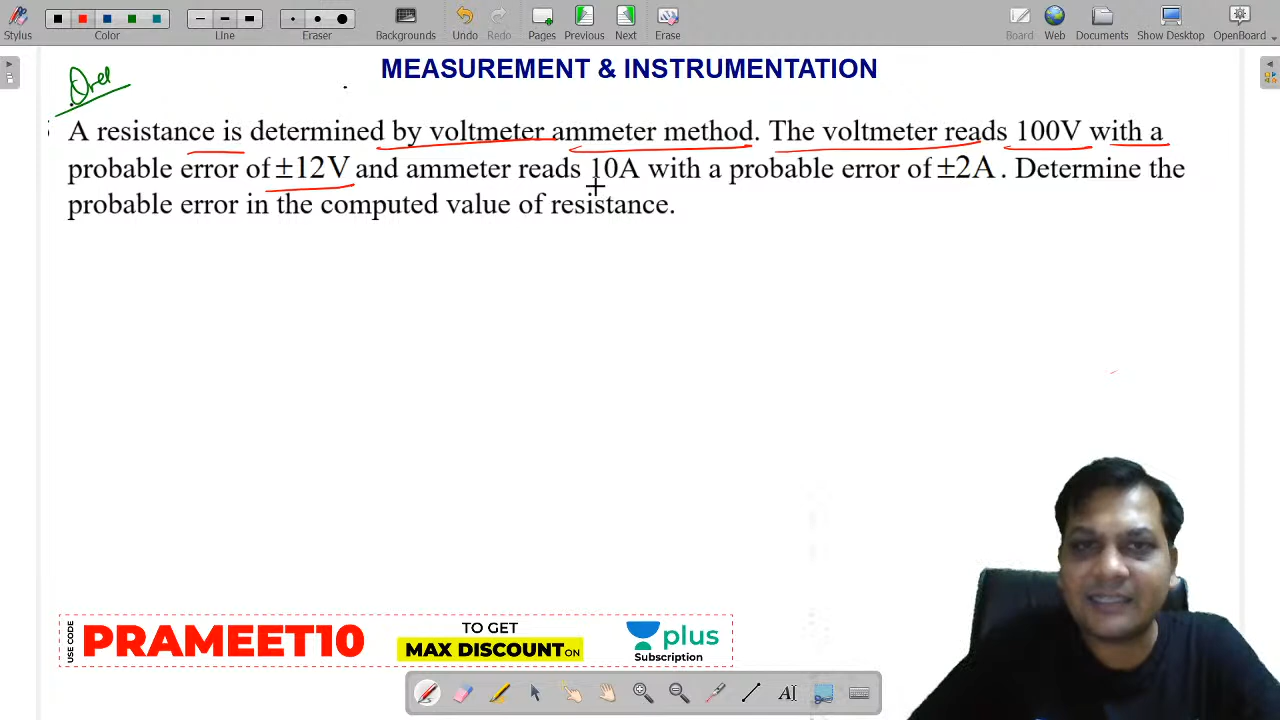 Stylus
Color
Line
Eraser
Backgrounds
Undo
Redo
Pages
Previous
Next
Erase
Board
Web
Documents
Show Desktop
OpenBoard
MEASUREMENT & INSTRUMENTATION
A resistance is determined by voltmeter ammeter method. The voltmeter reads 100V with a
probable error of ±12V and ammeter reads 10A with a probable error of ±2A . Determine the
probable error in the computed value of resistance.
USE CODE
PRAMEET10
TO GET
MAX DISCOUNT ON
plus
Subscription
AI